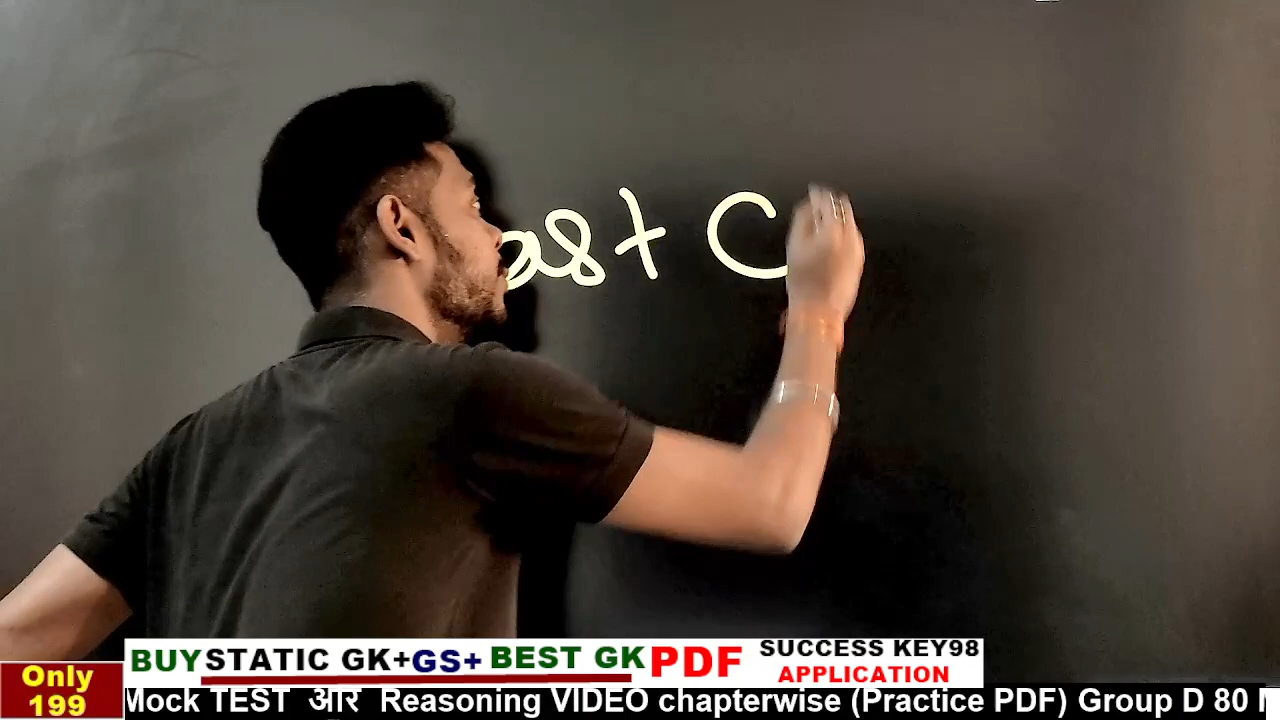 ast C
BUY STATIC GK+GS+ BEST GK PDF
SUCCESS KEY98
APPLICATION
Only
199
Mock TEST और Reasoning VIDEO chapterwise (Practice PDF) Group D 80